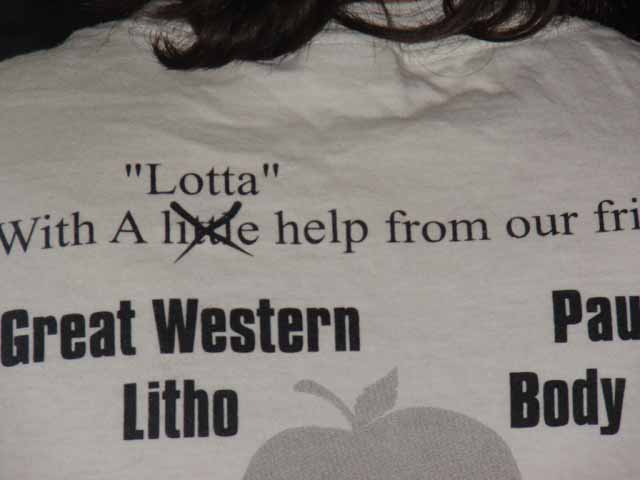 "Lotta"
With A little help from our fri
Great Western Pau
Litho Body